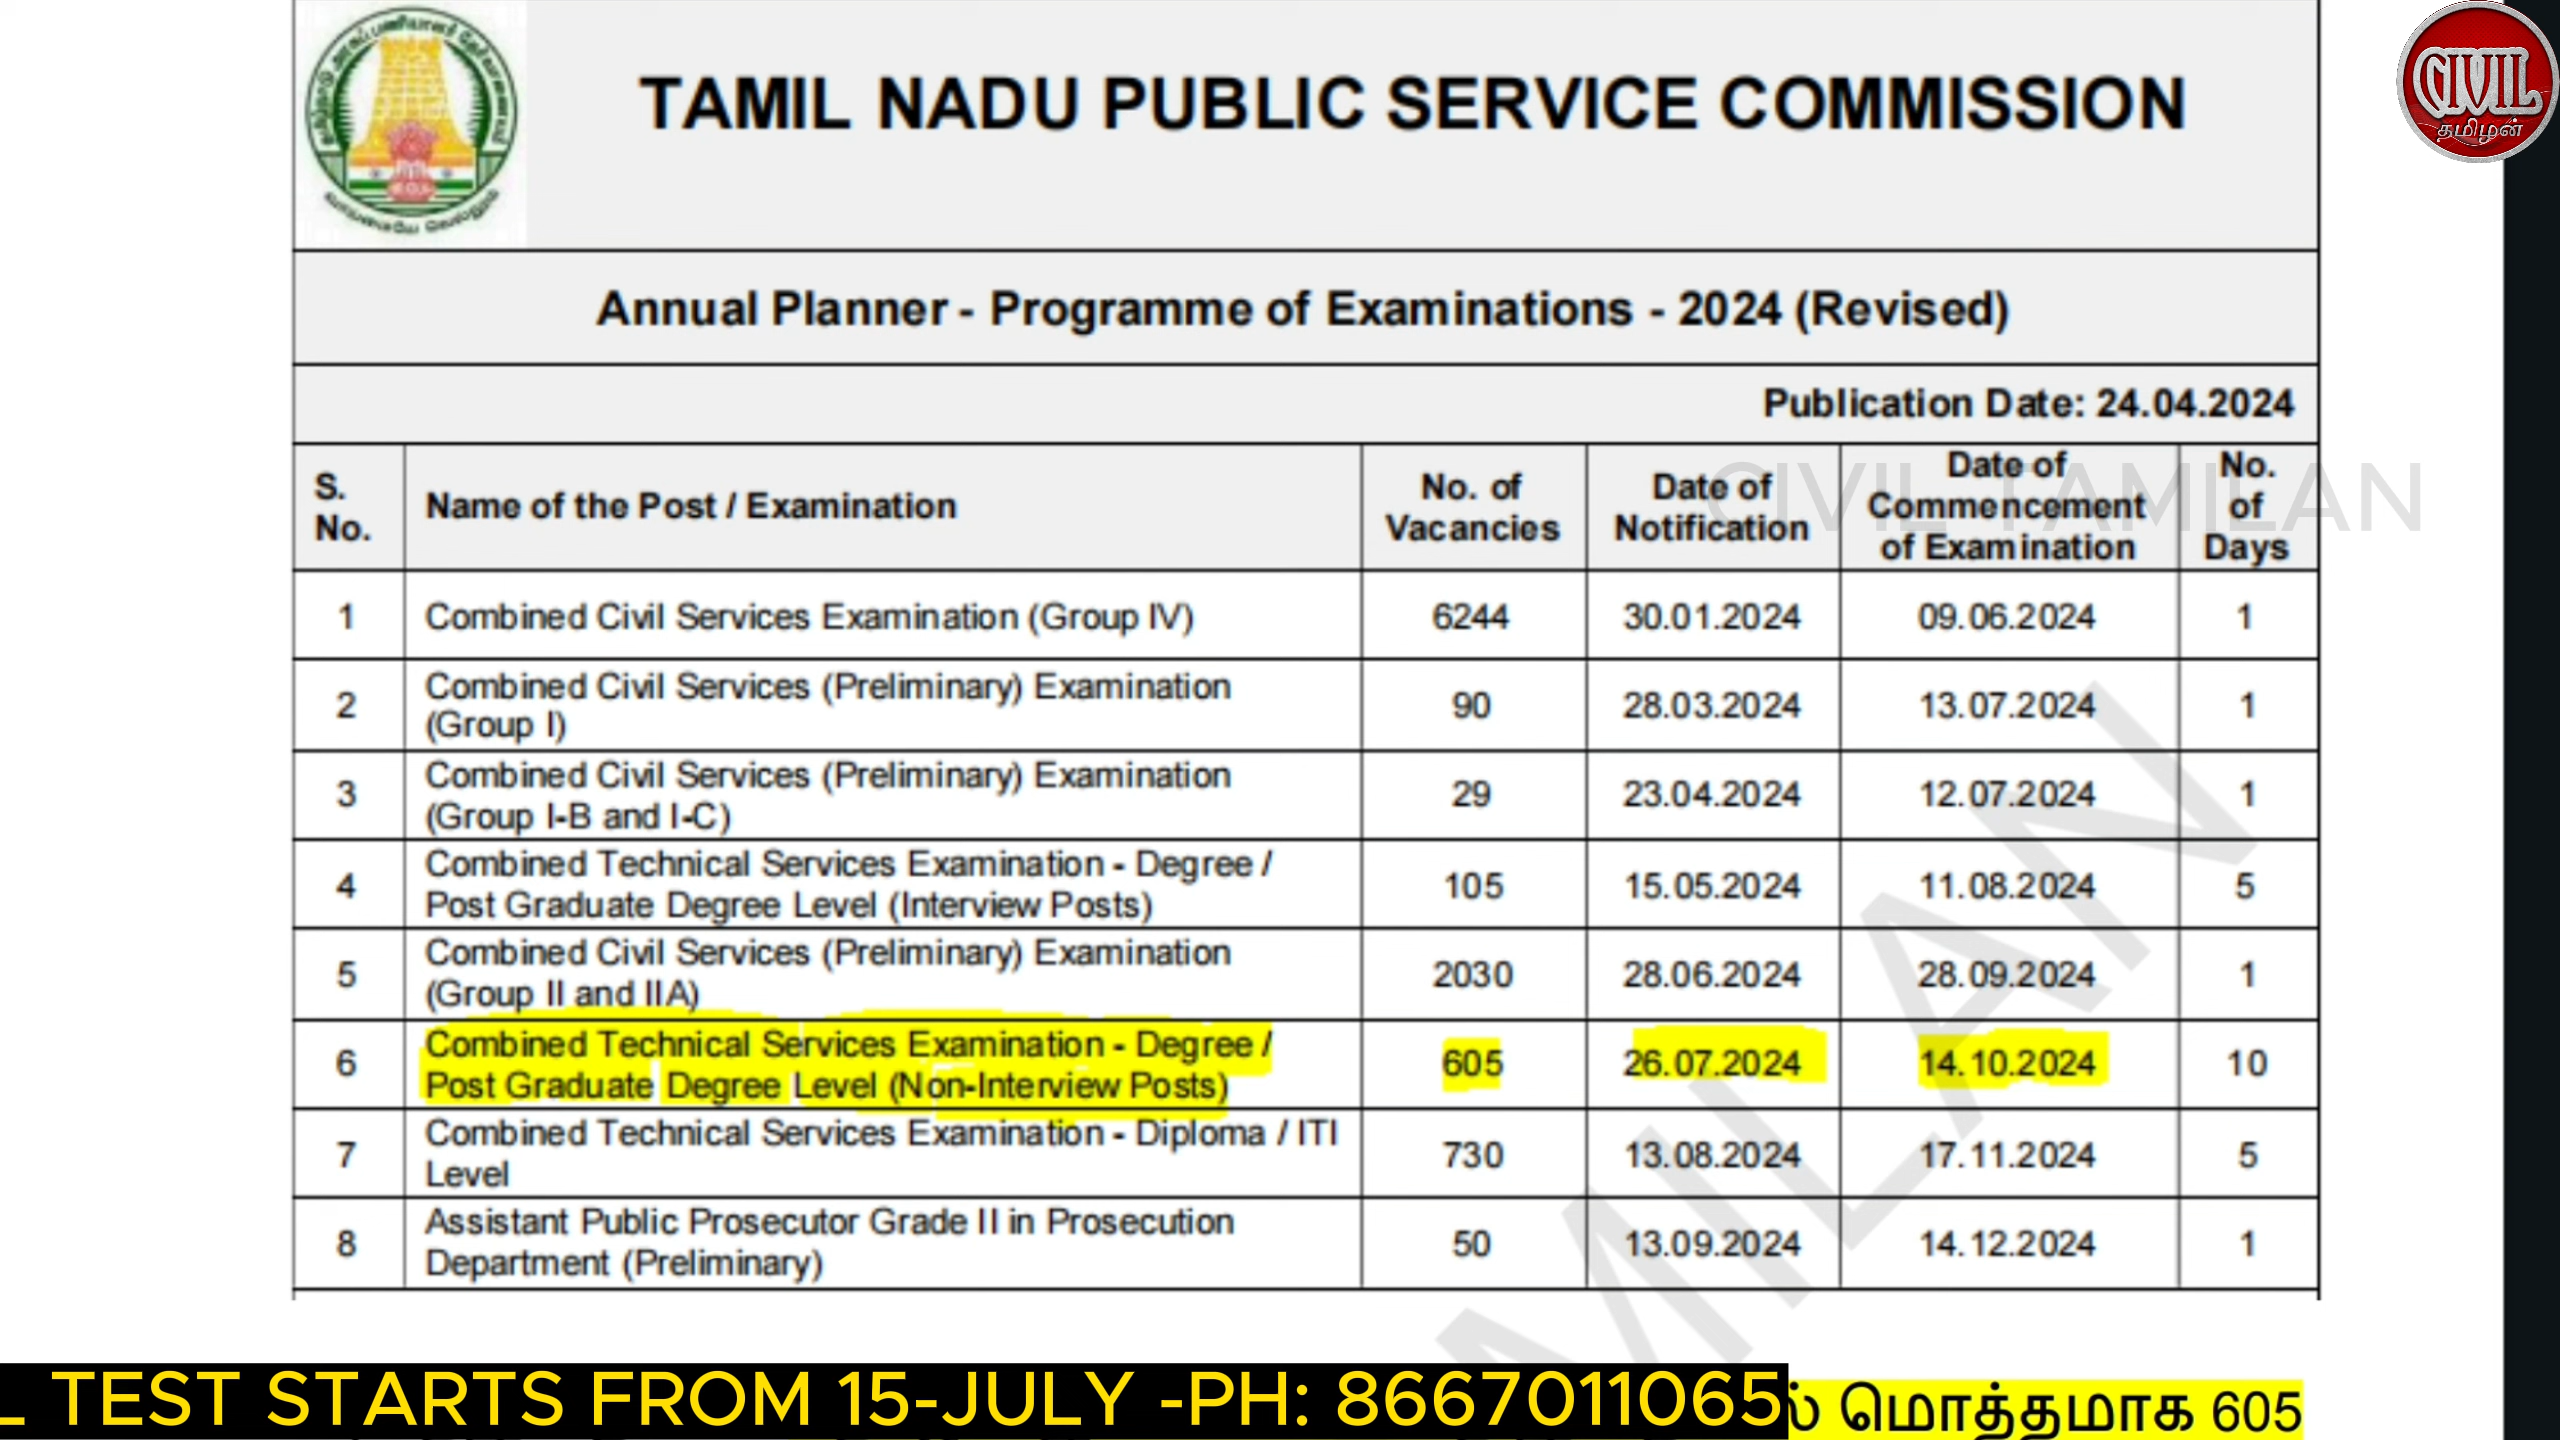 TAMIL NADU PUBLIC SERVICE COMMISSION
CIVIL
தமிழன்
Annual Planner - Programme of Examinations - 2024 (Revised)
Publication Date: 24.04.2024
S. No. Name of the Post / Examination No. of Vacancies Date of Notification Date of Commencement of Examination No. of Days
CIVIL TAMILAN
1 Combined Civil Services Examination (Group IV) 6244 30.01.2024 09.06.2024 1
2 Combined Civil Services (Preliminary) Examination (Group I) 90 28.03.2024 13.07.2024 1
3 Combined Civil Services (Preliminary) Examination (Group I-B and I-C) 29 23.04.2024 12.07.2024 1
4 Combined Technical Services Examination - Degree / Post Graduate Degree Level (Interview Posts) 105 15.05.2024 11.08.2024 5
5 Combined Civil Services (Preliminary) Examination (Group II and IIA) 2030 28.06.2024 28.09.2024 1
6 Combined Technical Services Examination - Degree / Post Graduate Degree Level (Non-Interview Posts) 605 26.07.2024 14.10.2024 10
7 Combined Technical Services Examination - Diploma / ITI Level 730 13.08.2024 17.11.2024 5
8 Assistant Public Prosecutor Grade II in Prosecution Department (Preliminary) 50 13.09.2024 14.12.2024 1
MILAN
L TEST STARTS FROM 15-JULY -PH: 8667011065
ல் மொத்தமாக 605